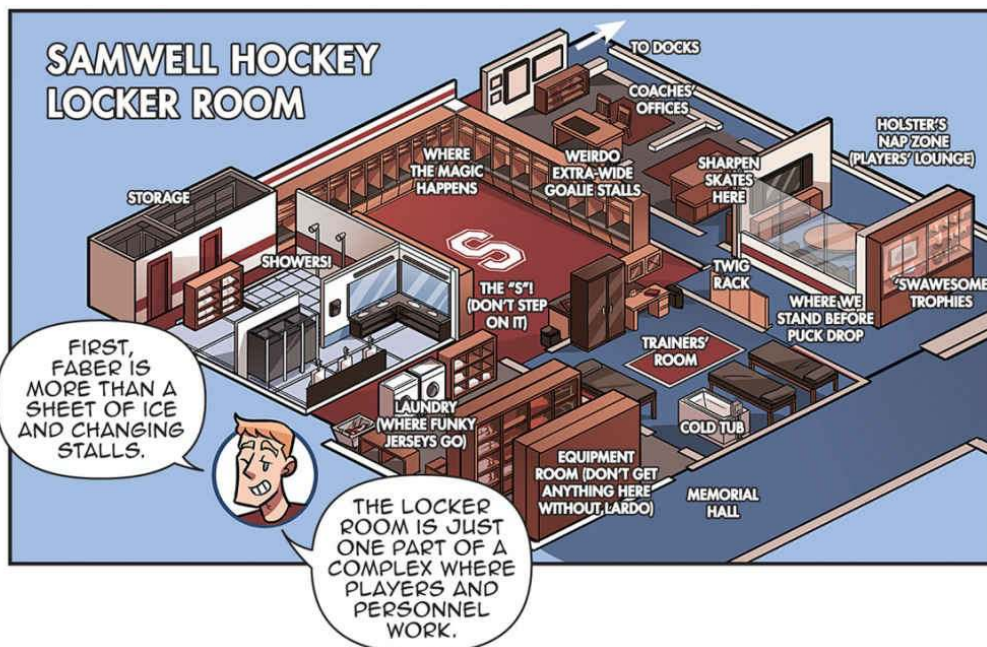 SAMWELL HOCKEY
LOCKER ROOM
TO DOCKS
COACHES'
OFFICES
HOLSTER'S
NAP ZONE
(PLAYERS' LOUNGE)
WHERE
THE MAGIC
HAPPENS
WEIRDO
EXTRA-WIDE
GOALIE STALLS
SHARPEN
SKATES
HERE
STORAGE
SHOWERS!
S
THE "S"!
(DON'T STEP
ON IT)
TWIG
RACK
WHERE WE
STAND BEFORE
PUCK DROP
'SWAWESOME
TROPHIES
TRAINERS'
ROOM
LAUNDRY
(WHERE FUNKY
JERSEYS GO)
COLD TUB
EQUIPMENT
ROOM (DON'T GET
ANYTHING HERE
WITHOUT LARDO)
MEMORIAL
HALL
FIRST,
FABER IS
MORE THAN A
SHEET OF ICE
AND CHANGING
STALLS.
THE LOCKER
ROOM IS JUST
ONE PART OF A
COMPLEX WHERE
PLAYERS AND
PERSONNEL
WORK.